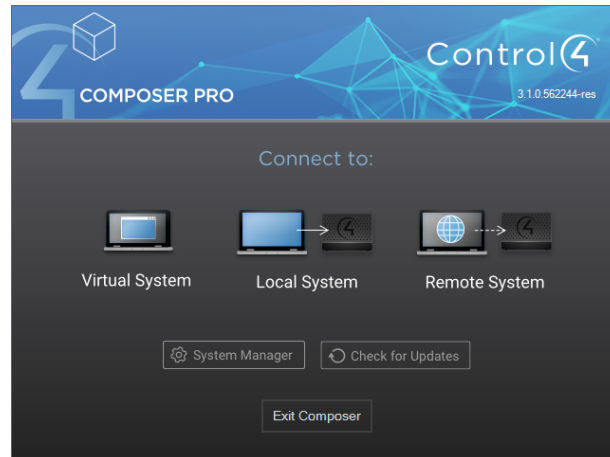 Control4
COMPOSER PRO
3.1.0.562244-res
Connect to:
Virtual System
Local System
Remote System
System Manager
Check for Updates
Exit Composer